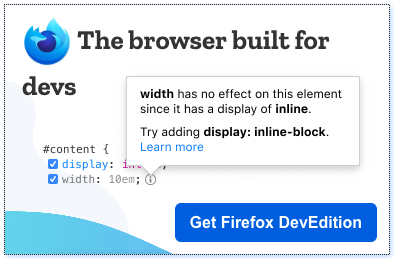 The browser built for
devs
width has no effect on this element
since it has a display of inline.
Try adding display: inline-block.
Learn more
#content {
display: in
width: 10em;
Get Firefox DevEdition